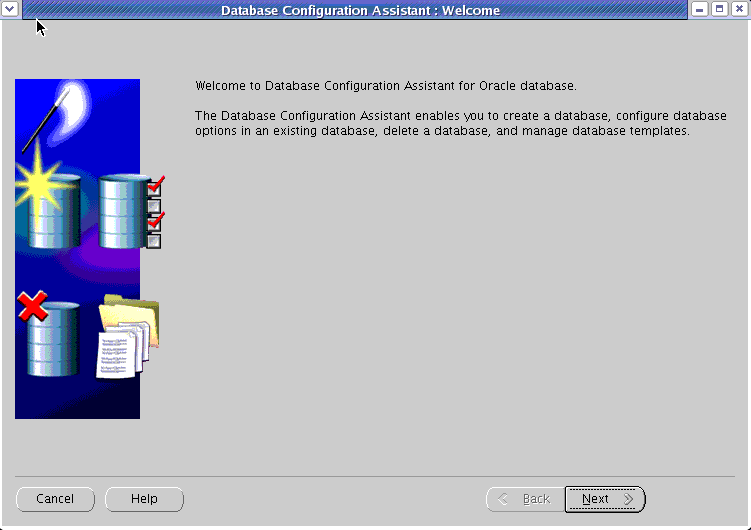 Database Configuration Assistant : Welcome
Welcome to Database Configuration Assistant for Oracle database.
The Database Configuration Assistant enables you to create a database, configure database
options in an existing database, delete a database, and manage database templates.
Cancel
Help
Back
Next